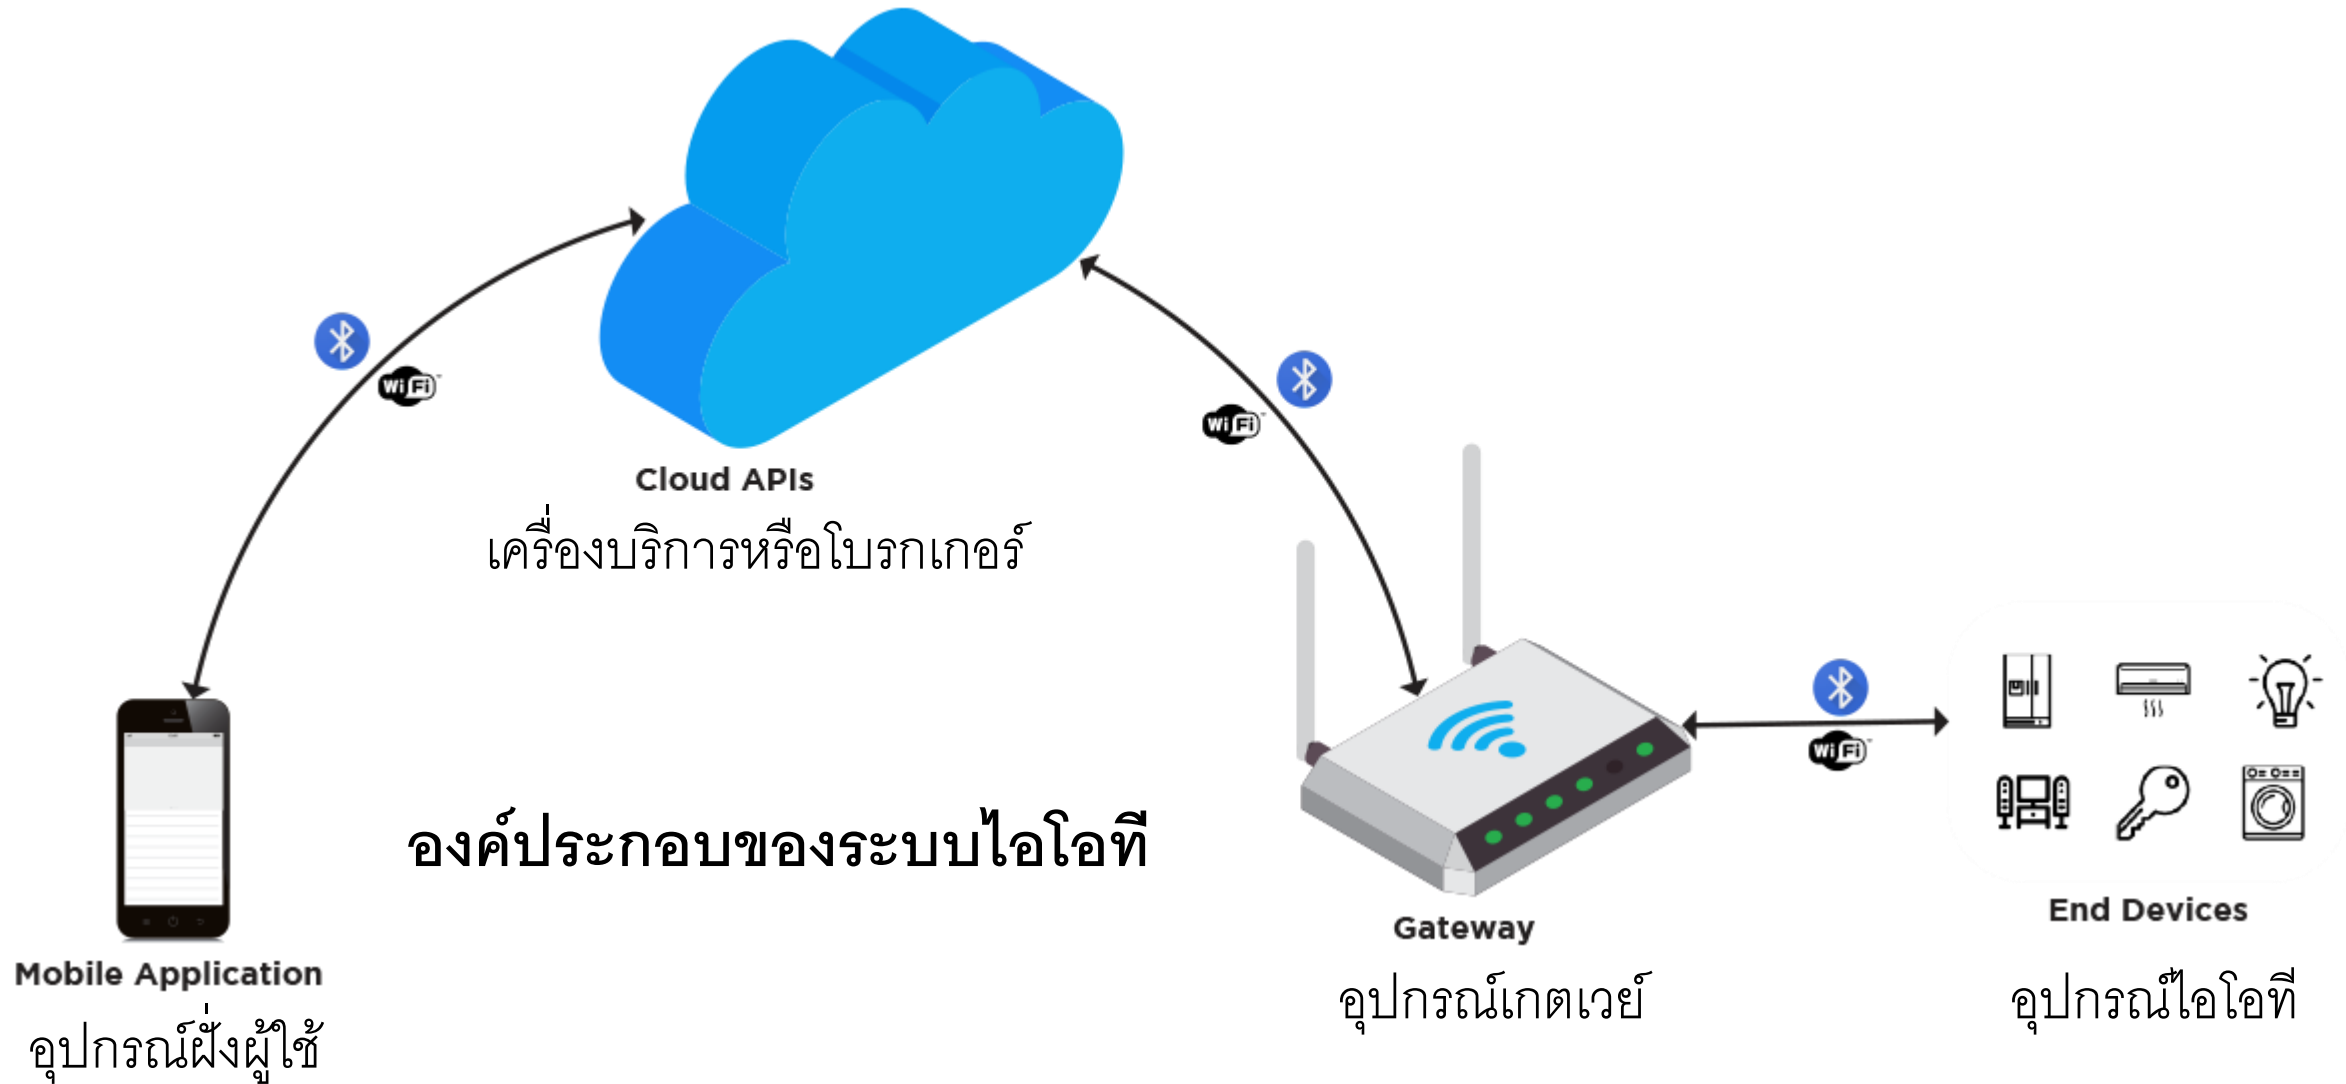 WiFi
WiFi
Cloud APIs
เครื่องบริการหรือโบรกเกอร์
WiFi
องค์ประกอบของระบบไอโอที
Gateway
อุปกรณ์เกตเวย์
End Devices
อุปกรณ์ไอโอที
Mobile Application
อุปกรณ์ฝั่งผู้ใช้